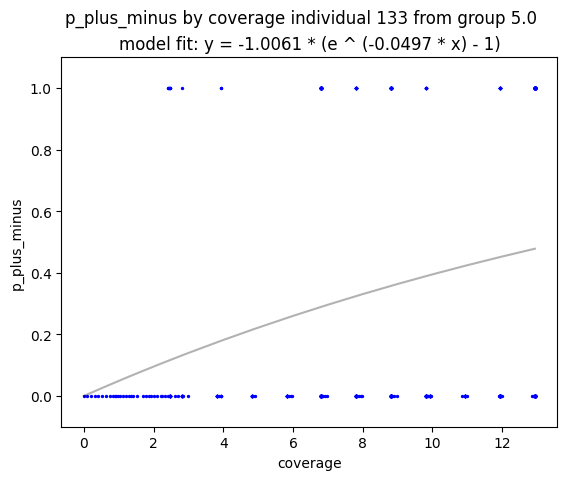 p_plus_minus by coverage individual 133 from group 5.0
model fit: y = -1.0061 * (e ^ (-0.0497 * x) - 1)
1.0
0.8
0.6
0.4
0.2
0.0
p_plus_minus
0 2 4 6 8 10 12
coverage